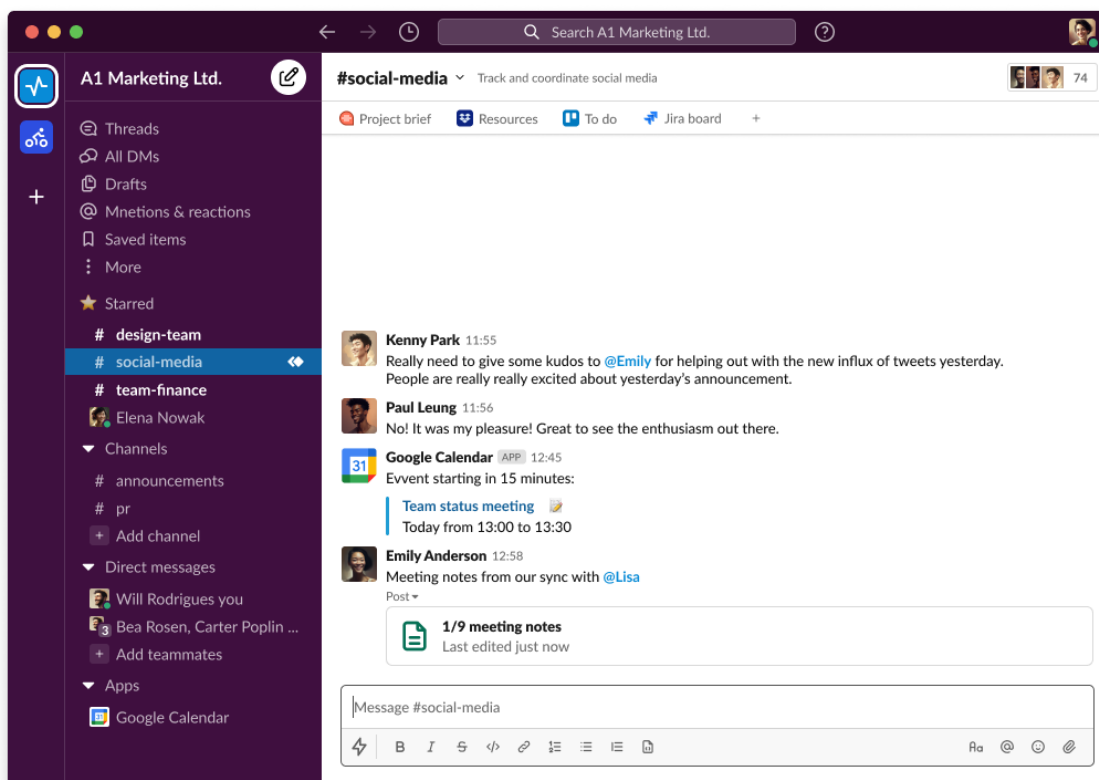 Search A1 Marketing Ltd.
A1 Marketing Ltd.
Threads
All DMs
Drafts
Mnetions & reactions
Saved items
More
Starred
# design-team
# social-media
# team-finance
Elena Nowak
Channels
# announcements
# pr
+ Add channel
Direct messages
Will Rodrigues you
3 Bea Rosen, Carter Poplin ...
+ Add teammates
Apps
31 Google Calendar
#social-media Track and coordinate social media 74
Project brief Resources To do Jira board +
Kenny Park 11:55
Really need to give some kudos to @Emily for helping out with the new influx of tweets yesterday.
People are really really excited about yesterday's announcement.
Paul Leung 11:56
No! It was my pleasure! Great to see the enthusiasm out there.
31 Google Calendar APP 12:45
Evvent starting in 15 minutes:
Team status meeting
Today from 13:00 to 13:30
Emily Anderson 12:58
Meeting notes from our sync with @Lisa
Post
1/9 meeting notes
Last edited just now
Message #social-media
B I S </> Aa @